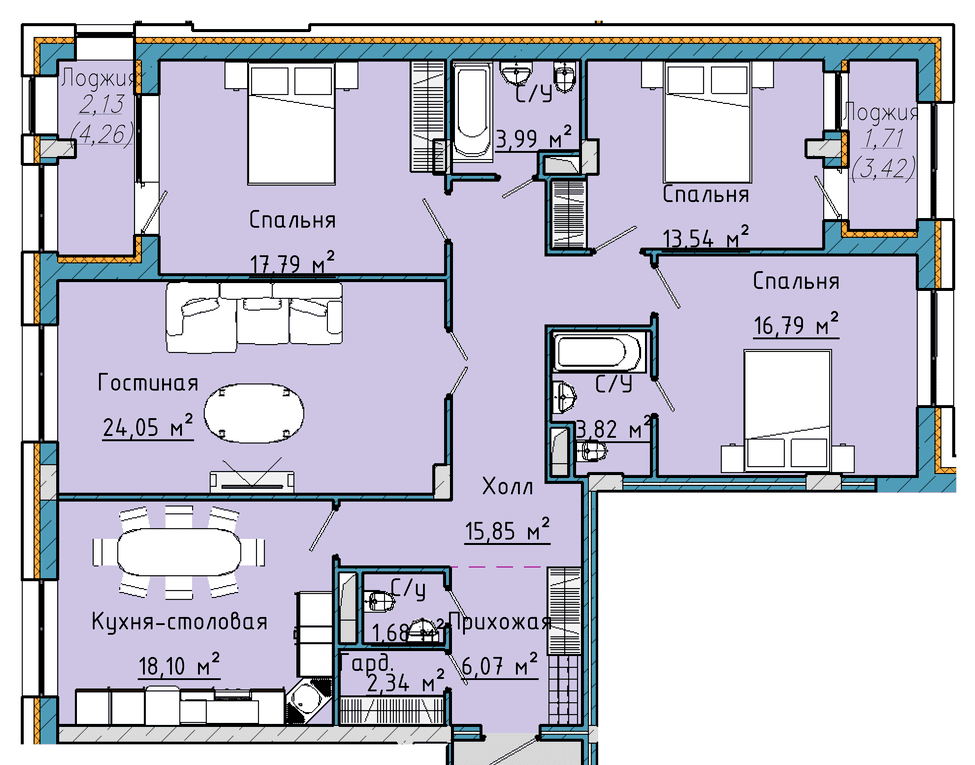 Лоджия
2,13
(4,26)
Спальня
17,79 м²
С/У
3,99 м²
Спальня
13,54 м²
Лоджия
1,71
(3,42)
Спальня
16,79 м²
Гостиная
24,05 м²
С/У
3,82 м²
Холл
15,85 м²
Кухня-столовая
18,10 м²
С/у
1,68 м²
Прихожая
6,07 м²
Гард.
2,34 м²